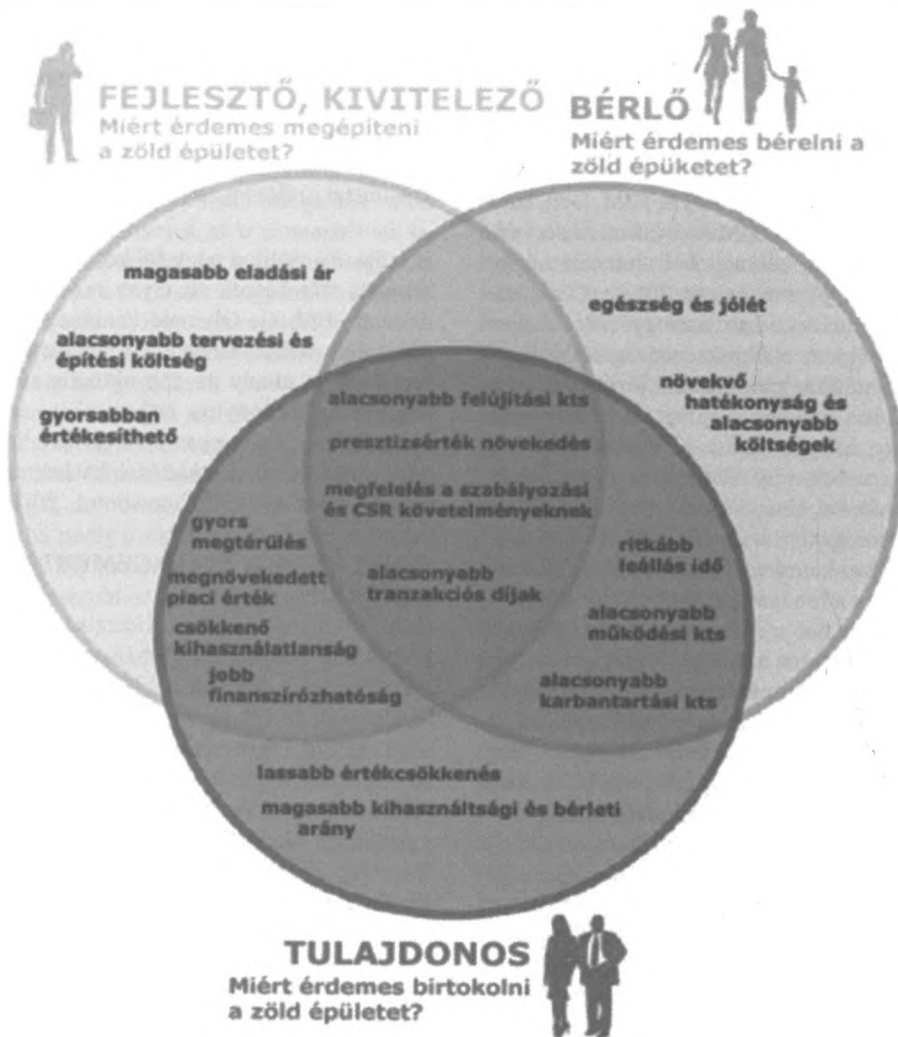 FEJLESZTŐ, KIVITELEZŐ
Miért érdemes megépíteni
a zöld épületet?
BÉRLŐ
Miért érdemes bérelni a
zöld épüketet?
magasabb eladási ár
alacsonyabb tervezési és
építési költség
gyorsabban
értékesíthető
egészség és jólét
növekvő
hatékonyság és
alacsonyabb
költségek
alacsonyabb felújítási kts
presztizsérték növekedés
megfelelés a szabályozási
és CSR követelményeknek
alacsonyabb
tranzakciós díjak
gyors
megtérülés
megnövekedett
piaci érték
csökkenő
kihasználatlanság
jobb
finanszírozhatóság
ritkább
leállás idő
alacsonyabb
működési kts
alacsonyabb
karbantartási kts
lassabb értékcsökkenés
magasabb kihasználtsági és bérleti
arány
TULAJDONOS
Miért érdemes birtokolni
a zöld épületet?